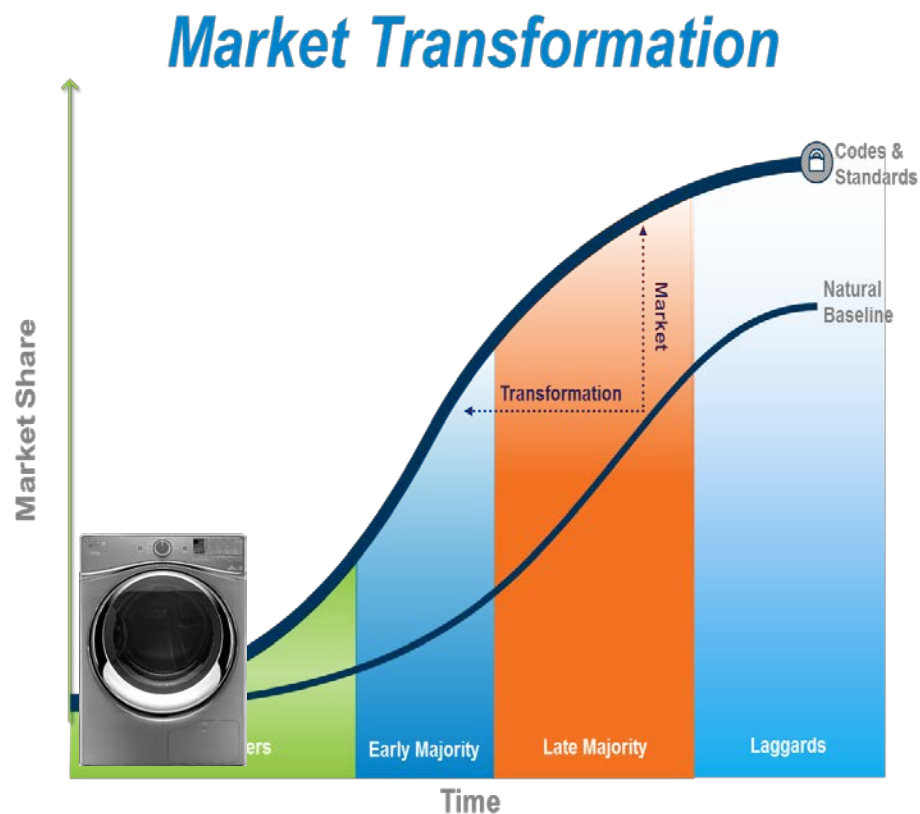 Market Transformation
Codes &
Standards
Natural
Baseline
Market
Transformation
Market Share
ers
Early Majority
Late Majority
Laggards
Time